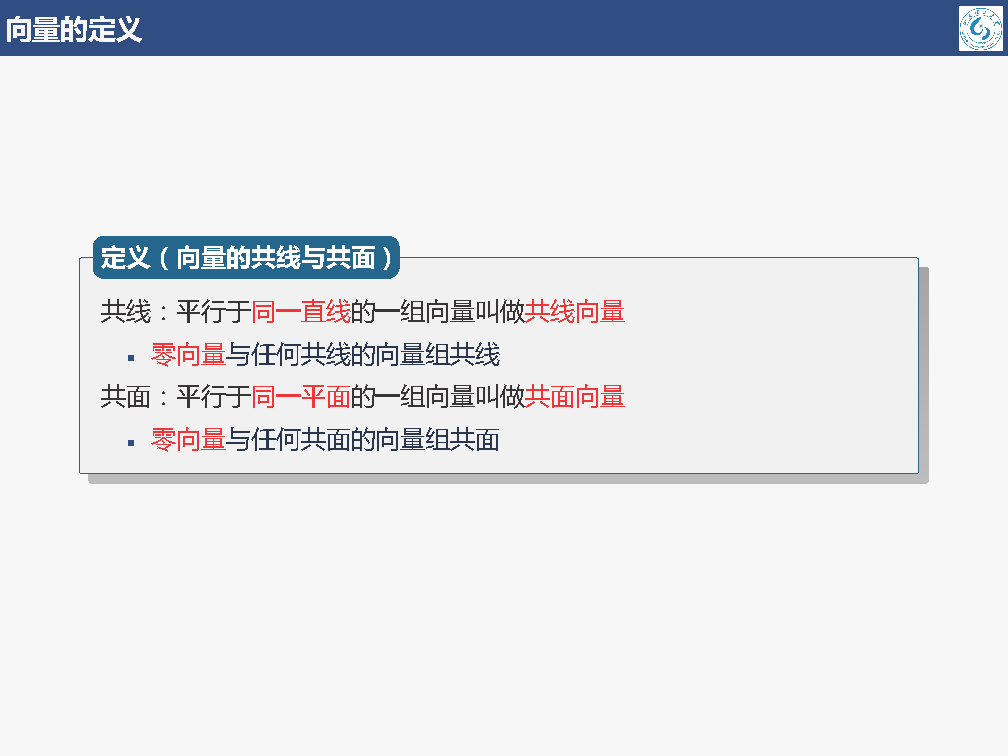 向量的定义
定义（向量的共线与共面）
共线：平行于同一直线的一组向量叫做共线向量
▪ 零向量与任何共线的向量组共线
共面：平行于同一平面的一组向量叫做共面向量
▪ 零向量与任何共面的向量组共面